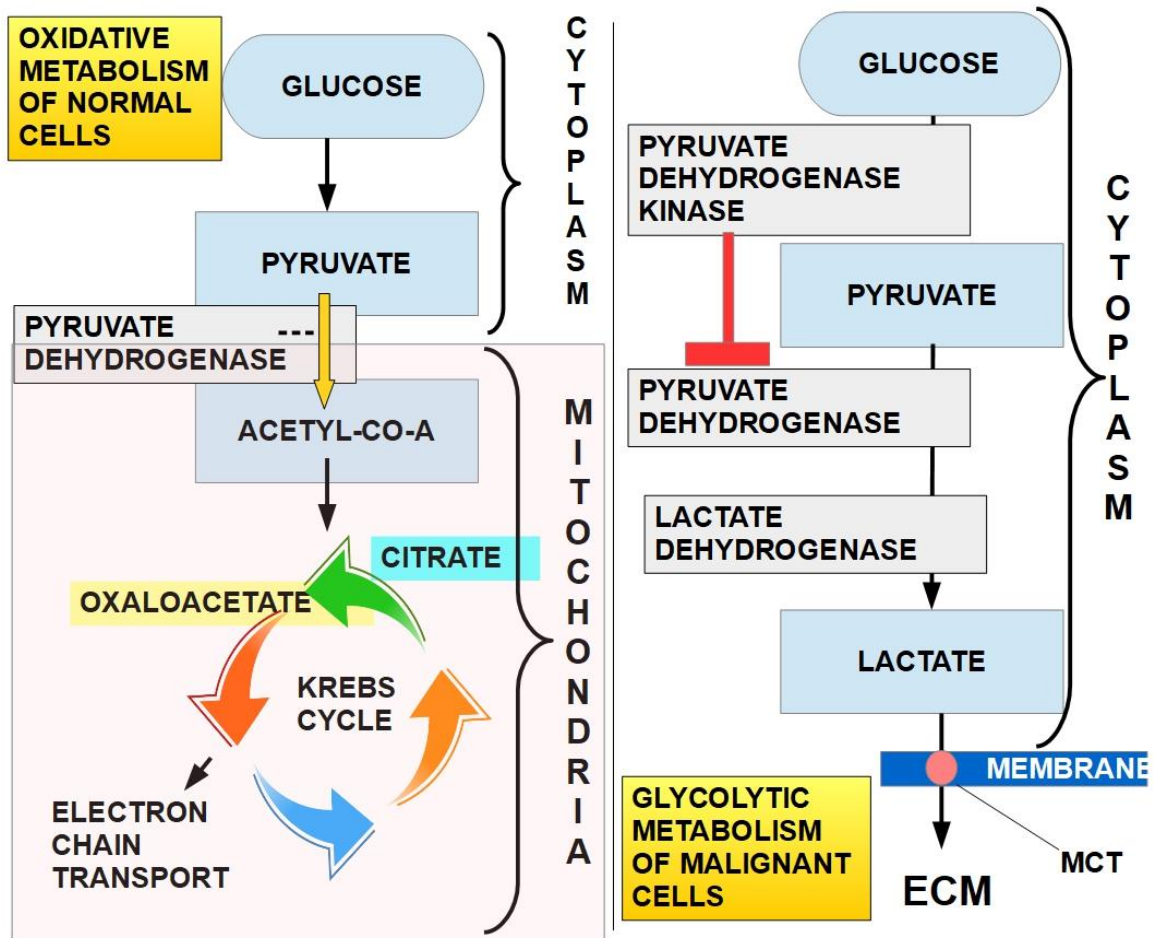 OXIDATIVE
METABOLISM
OF NORMAL
CELLS
GLUCOSE
CYTOPLASM
PYRUVATE
PYRUVATE ---
DEHYDROGENASE
ACETYL-CO-A
MITOCHONDRIA
CITRATE
OXALOACETATE
KREBS
CYCLE
ELECTRON
CHAIN
TRANSPORT
GLUCOSE
PYRUVATE
DEHYDROGENASE
KINASE
CYTOPLASM
PYRUVATE
PYRUVATE
DEHYDROGENASE
LACTATE
DEHYDROGENASE
LACTATE
MEMBRANE
GLYCOLYTIC
METABOLISM
OF MALIGNANT
CELLS
MCT
ECM